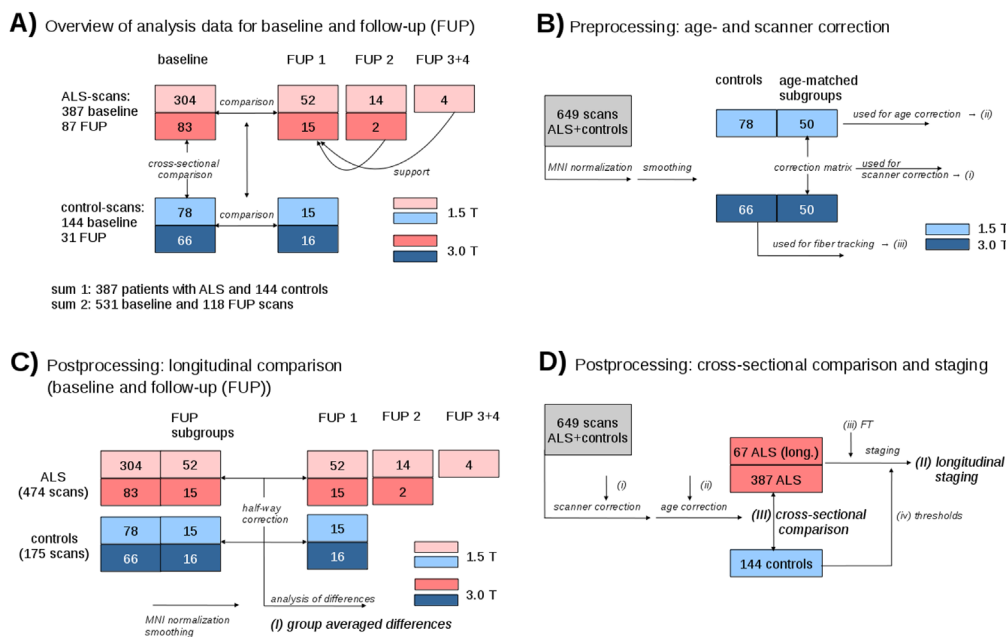 A) Overview of analysis data for baseline and follow-up (FUP)
baseline
FUP 1
FUP 2
FUP 3+4
ALS-scans:
387 baseline
87 FUP
304
comparison
52
14
4
83
15
2
cross-sectional
comparison
support
control-scans:
144 baseline
31 FUP
78
comparison
15
66
16
1.5 T
3.0 T
sum 1: 387 patients with ALS and 144 controls
sum 2: 531 baseline and 118 FUP scans
B) Preprocessing: age- and scanner correction
controls
age-matched
subgroups
649 scans
ALS+controls
78
50
used for age correction → (ii)
MNI normalization
smoothing
correction matrix
used for
scanner correction → (i)
66
50
used for fiber tracking → (iii)
1.5 T
3.0 T
C) Postprocessing: longitudinal comparison
(baseline and follow-up (FUP))
FUP
subgroups
FUP 1
FUP 2
FUP 3+4
ALS
(474 scans)
304
52
52
14
4
83
15
15
2
half-way
correction
controls
(175 scans)
78
15
15
66
16
16
1.5 T
3.0 T
analysis of differences
MNI normalization
smoothing
(I) group averaged differences
D) Postprocessing: cross-sectional comparison and staging
649 scans
ALS+controls
(iii) FT
67 ALS (long.)
staging
387 ALS
(II) longitudinal
staging
(i)
(ii)
scanner correction
age correction
(III) cross-sectional
comparison
(iv) thresholds
144 controls